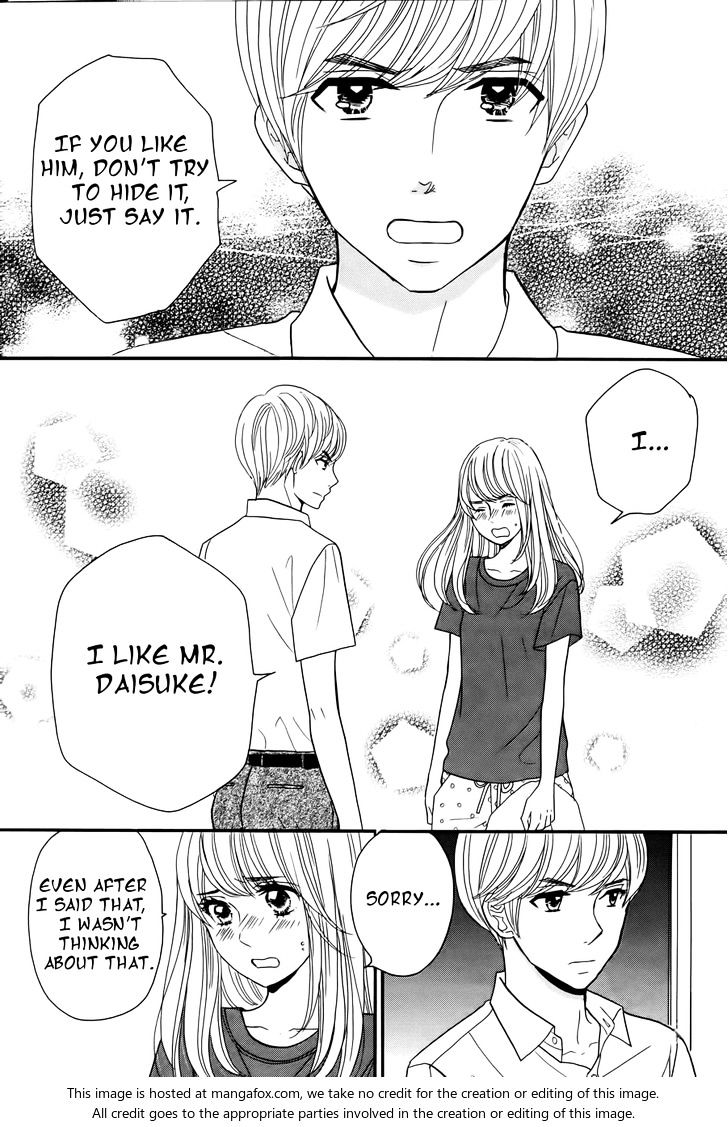 IF YOU LIKE
HIM, DON'T TRY
TO HIDE IT,
JUST SAY IT.
I...
I LIKE MR.
DAISUKE!
EVEN AFTER
I SAID THAT,
I WASN'T
THINKING
ABOUT THAT.
SORRY...
This image is hosted at mangafox.com, we take no credit for the creation or editing of this image.
All credit goes to the appropriate parties involved in the creation or editing of this image.